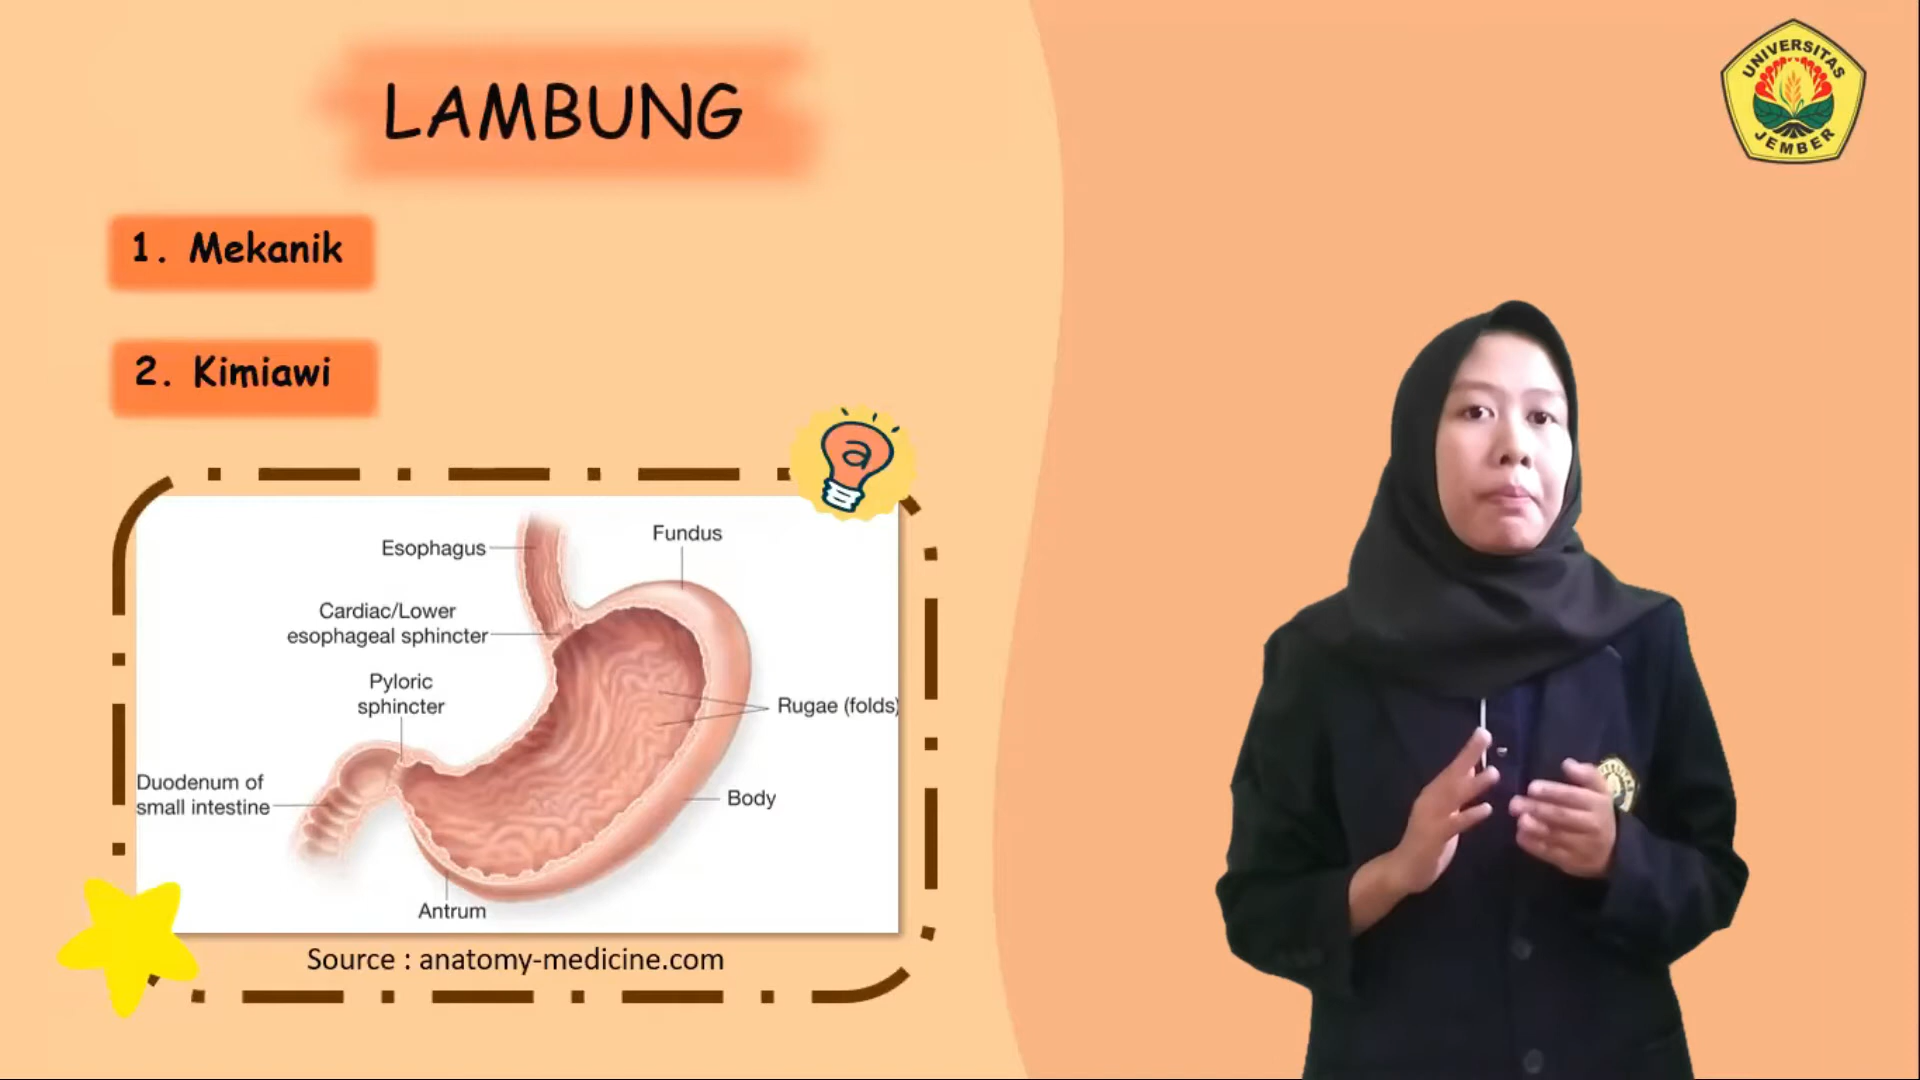 LAMBUNG
UNIVERSITAS
JEMBER
1. Mekanik
2. Kimiawi
Esophagus
Fundus
Cardiac/Lower
esophageal sphincter
Pyloric
sphincter
Rugae (folds)
Duodenum of
small intestine
Body
Antrum
Source : anatomy-medicine.com